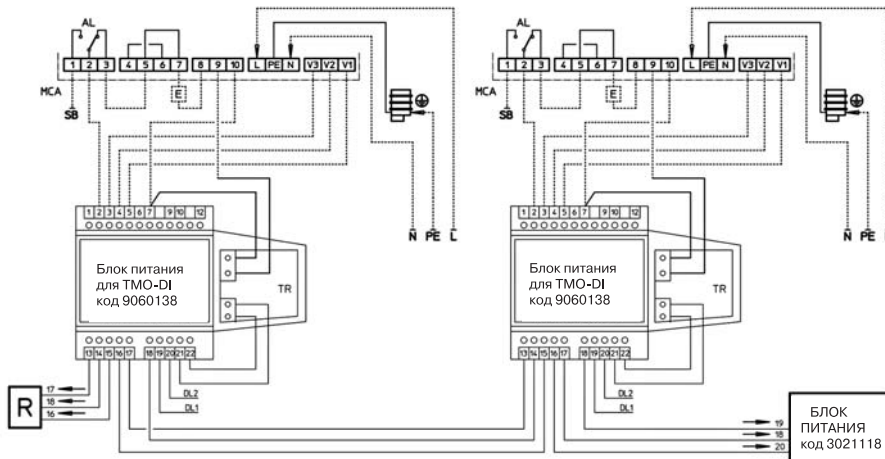 AL AL
1 2 3 4 5 6 7 8 9 10 L PE N V3 V2 V1 1 2 3 4 5 6 7 8 9 10 L PE N V3 V2 V1
MCA E MCA E
SB SB
1 2 3 4 5 6 7 9 10 12 N PE L 1 2 3 4 5 6 7 9 10 12 N PE
Блок питания
для TMO-DI
код 9060138
TR
Блок питания
для TMO-DI
код 9060138
TR
13 14 15 16 17 18 19 20 21 22 13 14 15 16 17 18 19 20 21 22
DL2 DL2
DL1 DL1
R
17
18
16
19
18
20
БЛОК
ПИТАНИЯ
код 3021118